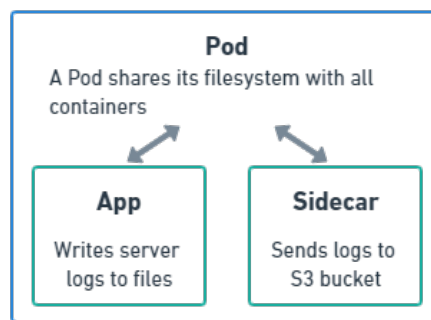 Pod
A Pod shares its filesystem with all
containers
App
Writes server
logs to files
Sidecar
Sends logs to
S3 bucket